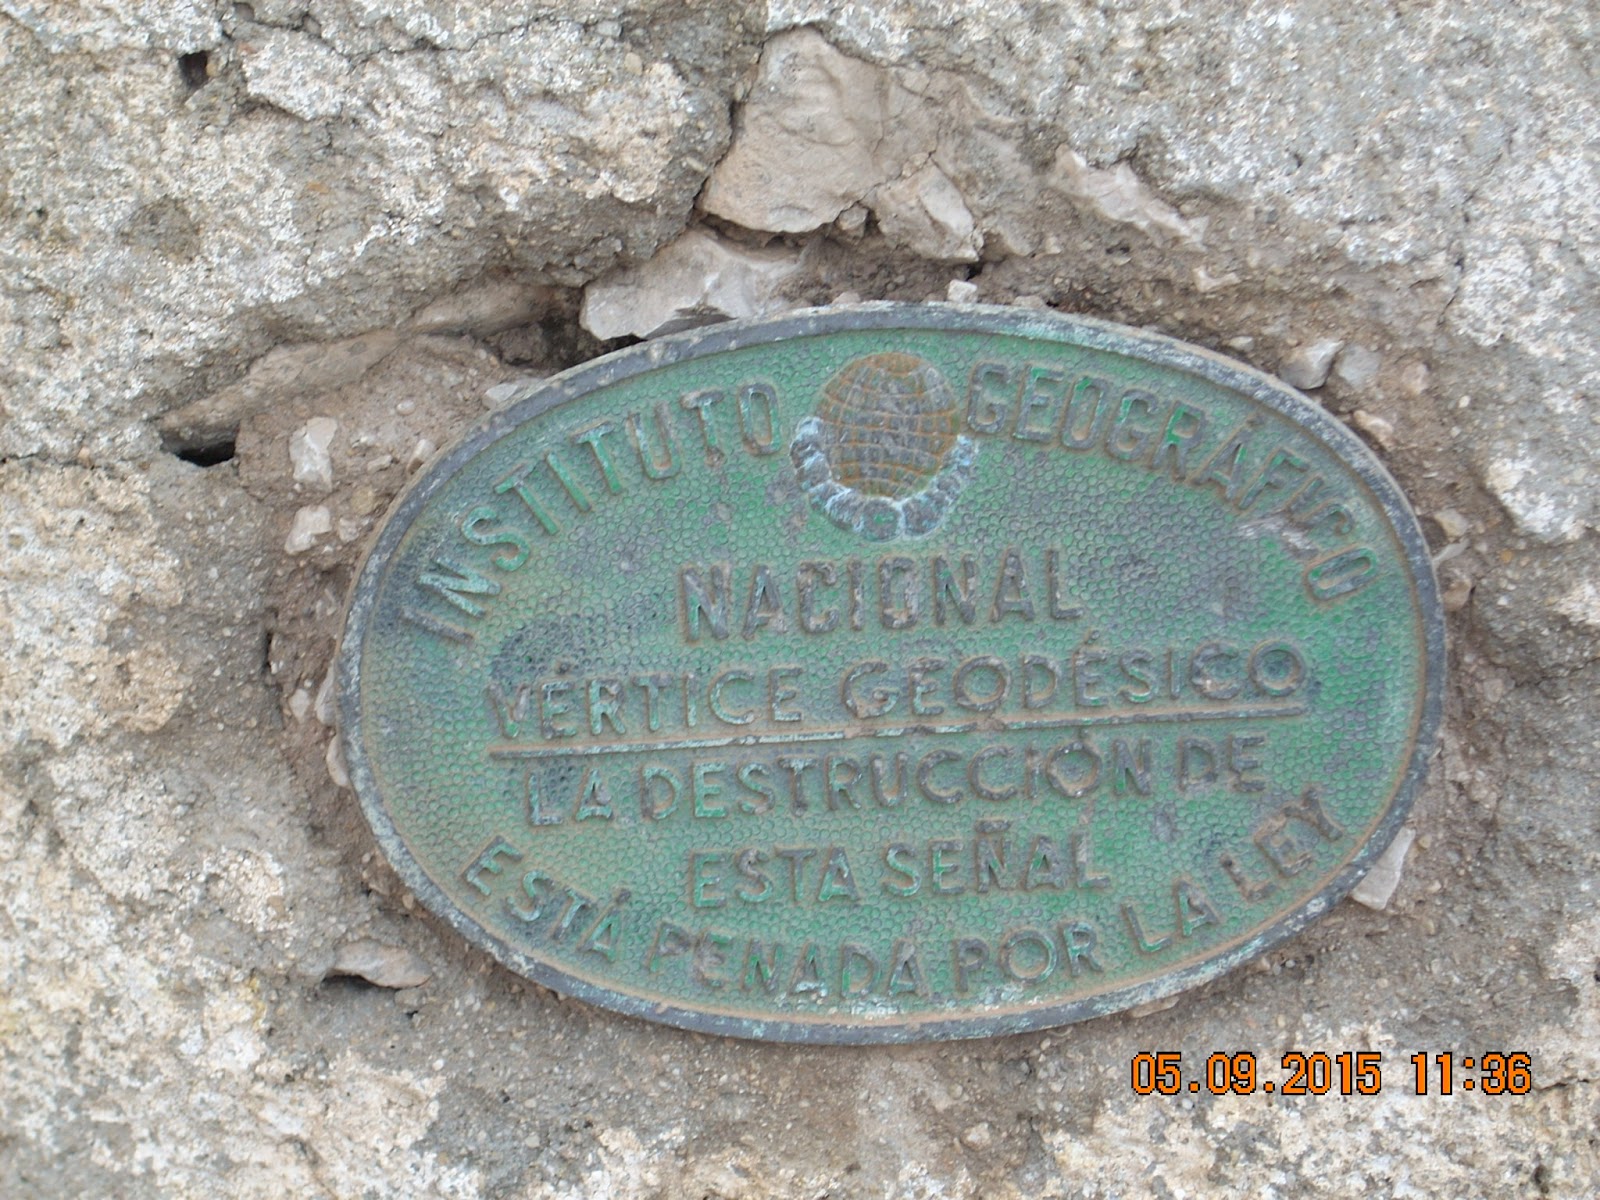 INSTITUTO GEOGRÁFICO
NACIONAL
VÉRTICE GEODÉSICO
LA DESTRUCCIÓN DE
ESTA SEÑAL
ESTÁ PENADA POR LA LEY
05.09.2015 11:36